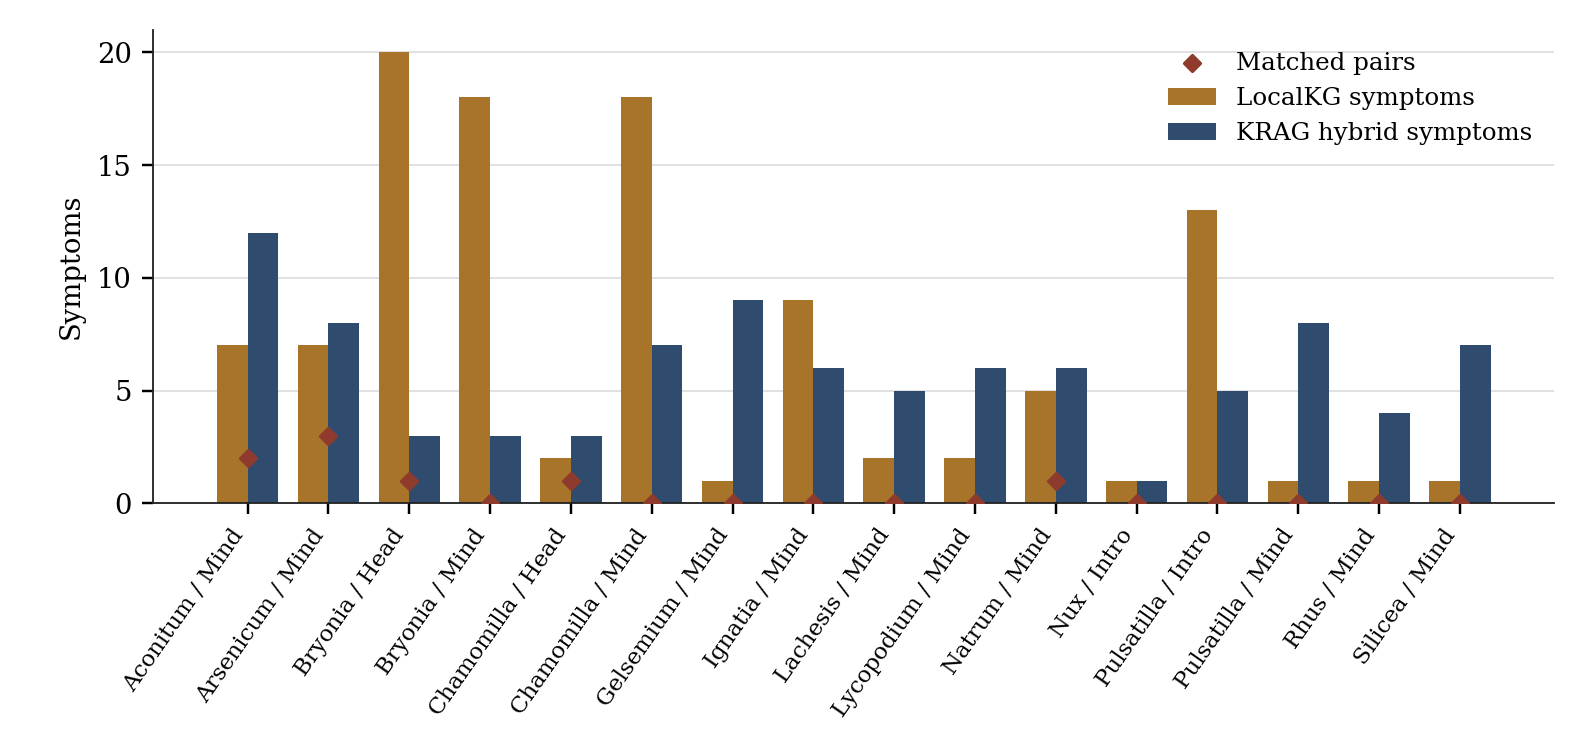 Matched pairs
LocalKG symptoms
KRAG hybrid symptoms
Symptoms
20
15
10
5
0
Aconitum / Mind
Arsenicum / Mind
Bryonia / Head
Bryonia / Mind
Chamomilla / Head
Chamomilla / Mind
Gelsemium / Mind
Ignatia / Mind
Lachesis / Mind
Lycopodium / Mind
Natrum / Mind
Nux / Intro
Pulsatilla / Intro
Pulsatilla / Mind
Rhus / Mind
Silicea / Mind